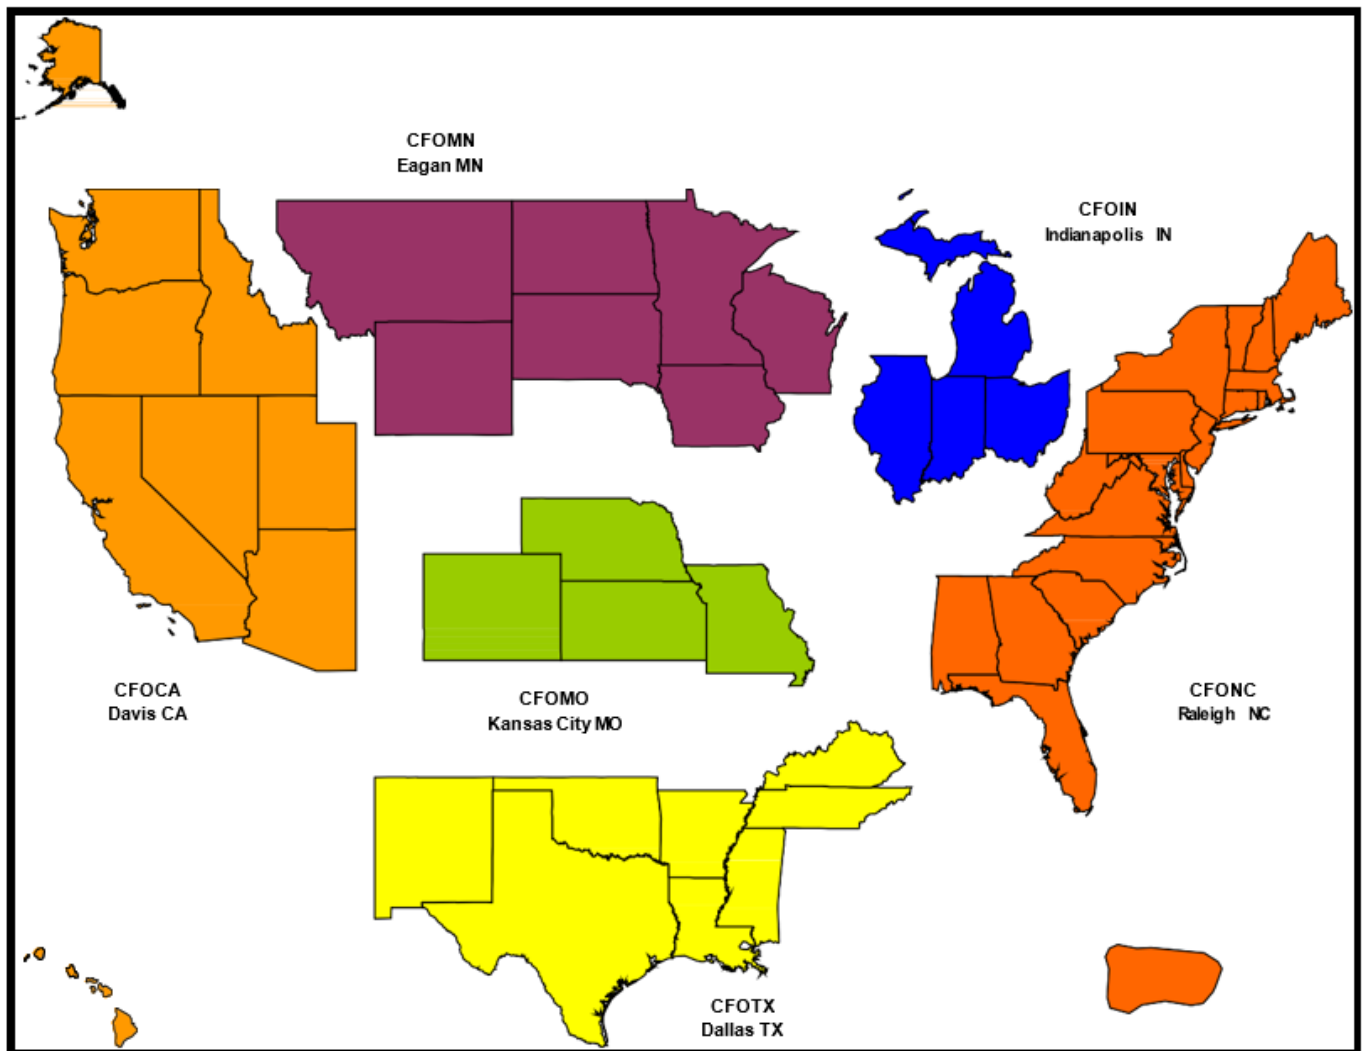 CFOMN
Eagan MN
CFOIN
Indianapolis IN
CFOCA
Davis CA
CFOMO
Kansas City MO
CFONC
Raleigh NC
CFOTX
Dallas TX